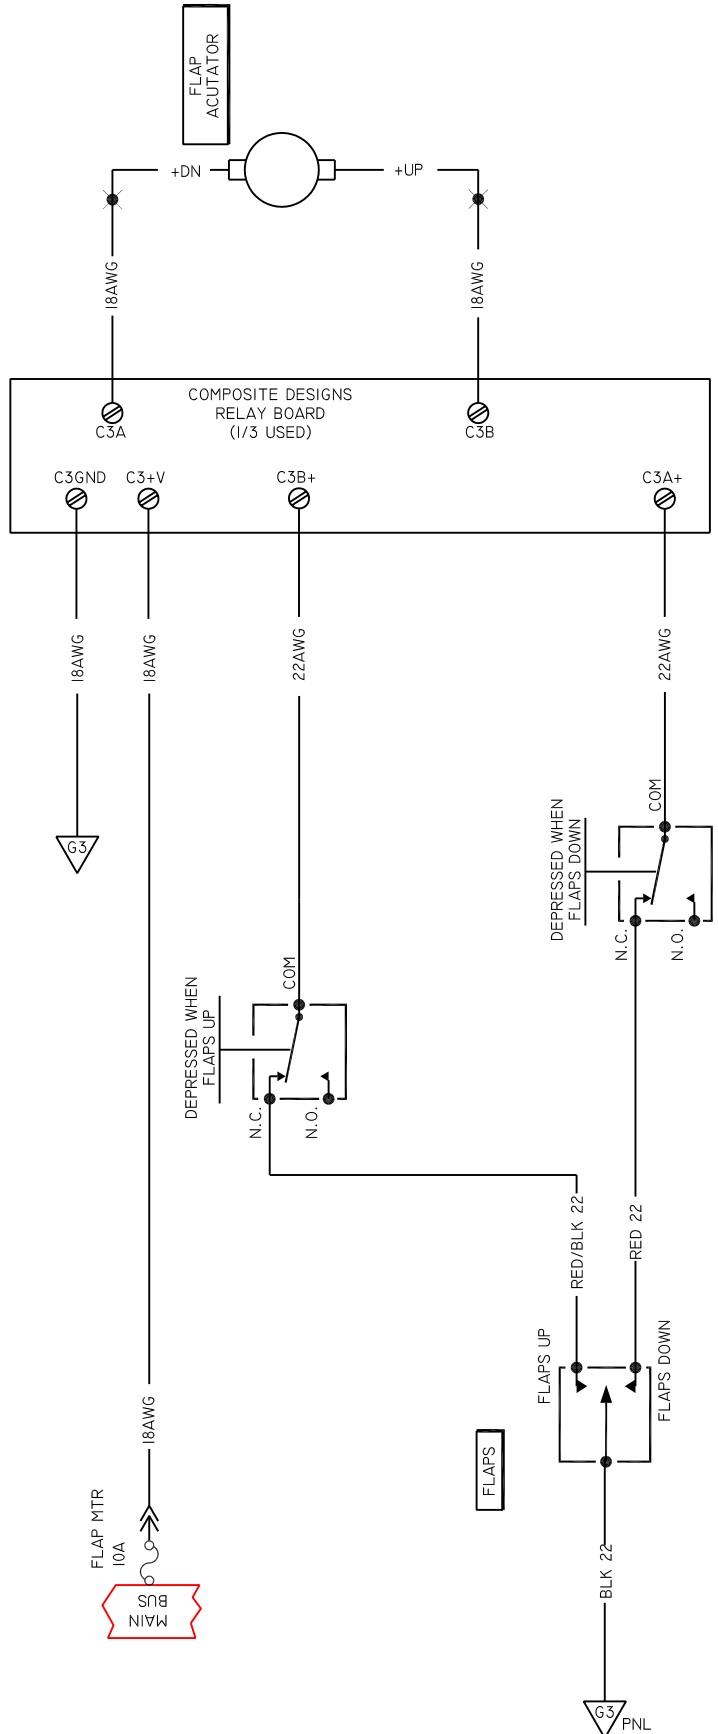 FLAP
ACUTATOR
+DN
+UP
18AWG
18AWG
COMPOSITE DESIGNS
RELAY BOARD
(1/3 USED)
C3A
C3B
C3GND
C3+V
C3B+
C3A+
18AWG
18AWG
22AWG
22AWG
COM
DEPRESSED WHEN
FLAPS DOWN
G3
N.C.
N.O.
COM
DEPRESSED WHEN
FLAPS UP
N.C.
N.O.
RED/BLK 22
RED 22
FLAPS UP
FLAPS DOWN
18AWG
FLAPS
FLAP MTR
10A
MAIN
BUS
BLK 22
G3
PNL